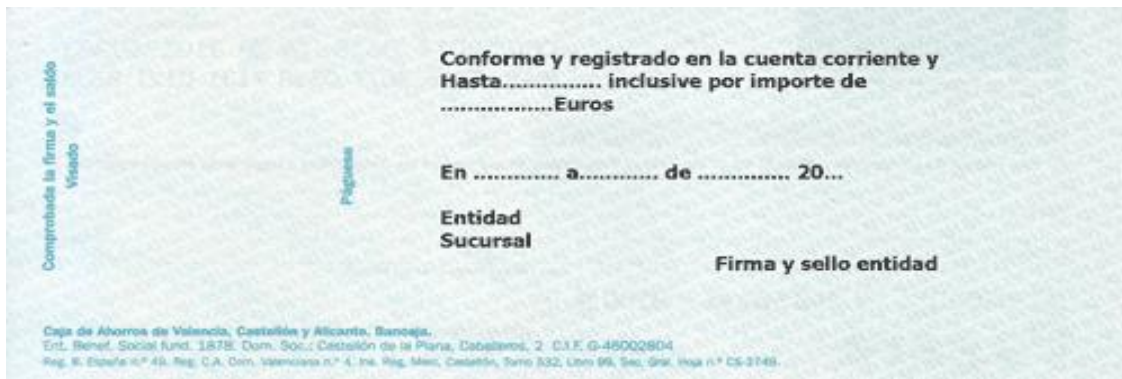 Comprobada la firma y el saldo
Visado
Páguese
Conforme y registrado en la cuenta corriente y
Hasta............... inclusive por importe de
.................Euros
En ............. a............ de .............. 20...
Entidad
Sucursal
Firma y sello entidad
Caja de Ahorros de Valencia, Castellón y Alicante, Bancaja.
Ent. Benef. Social fund. 1878. Dom. Soc.: Castellón de la Plana, Caballeros, 2 C.I.F. G-46002804
Reg. B. España n.º 49. Reg. C.A. Com. Valenciana n.º 4. Ins. Reg. Merc. Castellón, Tomo 532, Libro 99, Sec. Gral. Hoja n.º CS-2749.